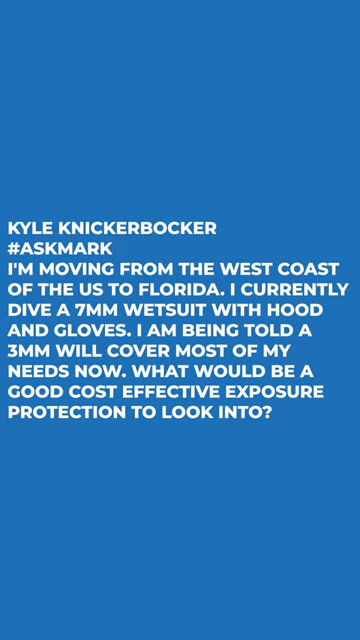 KYLE KNICKERBOCKER
#ASKMARK
I'M MOVING FROM THE WEST COAST
OF THE US TO FLORIDA. I CURRENTLY
DIVE A 7MM WETSUIT WITH HOOD
AND GLOVES. I AM BEING TOLD A
3MM WILL COVER MOST OF MY
NEEDS NOW. WHAT WOULD BE A
GOOD COST EFFECTIVE EXPOSURE
PROTECTION TO LOOK INTO?